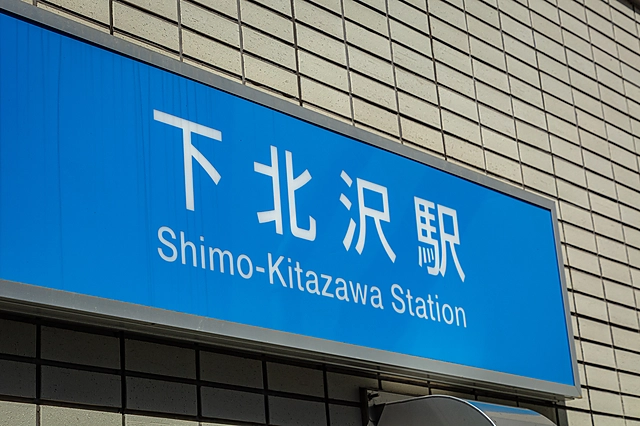 下北沢駅
Shimo-Kitazawa Station